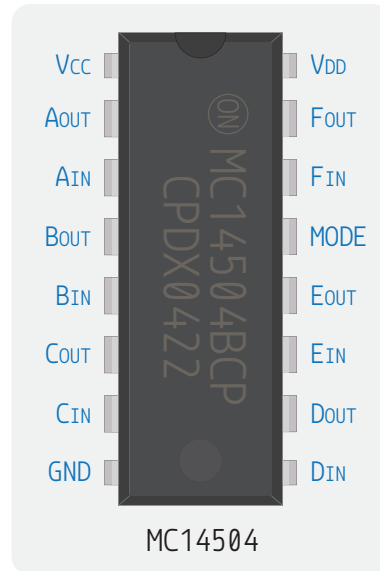 VCC
VDD
AOUT
FOUT
AIN
FIN
BOUT
MODE
BIN
EOUT
COUT
EIN
CIN
DOUT
GND
DIN
ON
MC14504BCP
CPDX0422
MC14504